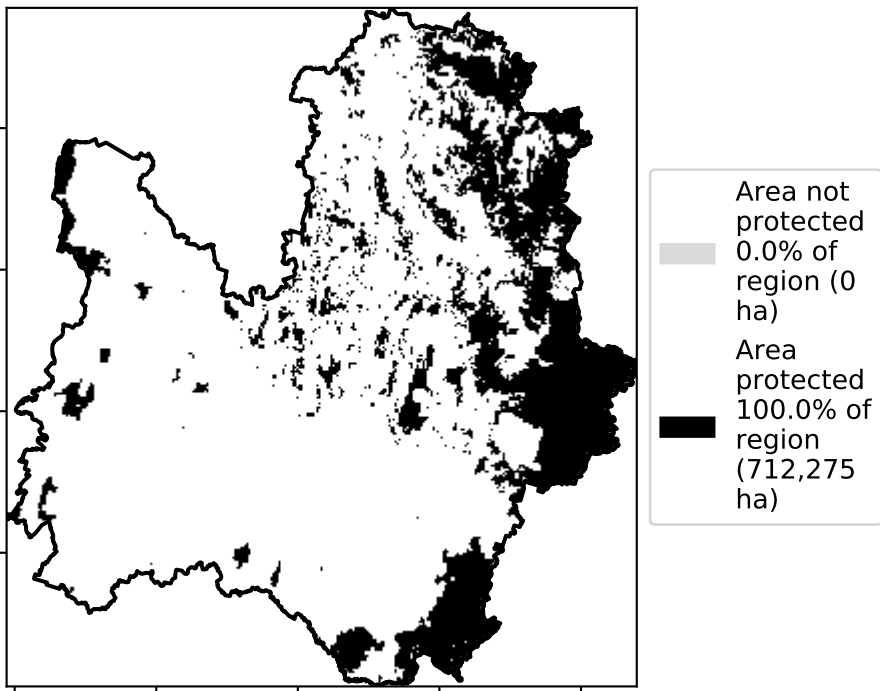 Area not
protected
0.0% of
region (0
ha)
Area
protected
100.0% of
region
(712,275
ha)